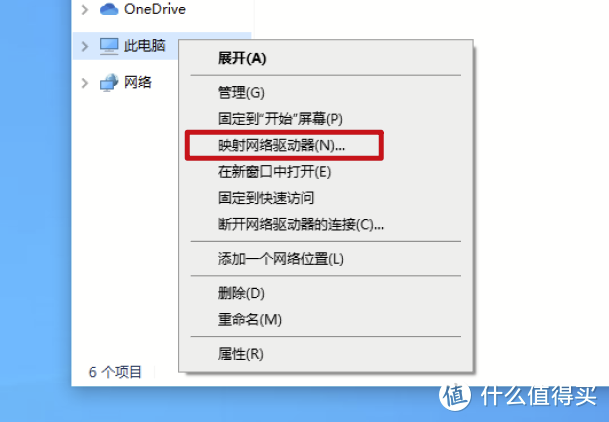 OneDrive
此电脑
网络
展开(A)
管理(G)
固定到"开始"屏幕(P)
映射网络驱动器(N)...
在新窗口中打开(E)
固定到快速访问
断开网络驱动器的连接(C)...
添加一个网络位置(L)
删除(D)
重命名(M)
属性(R)
6 个项目
值 什么值得买